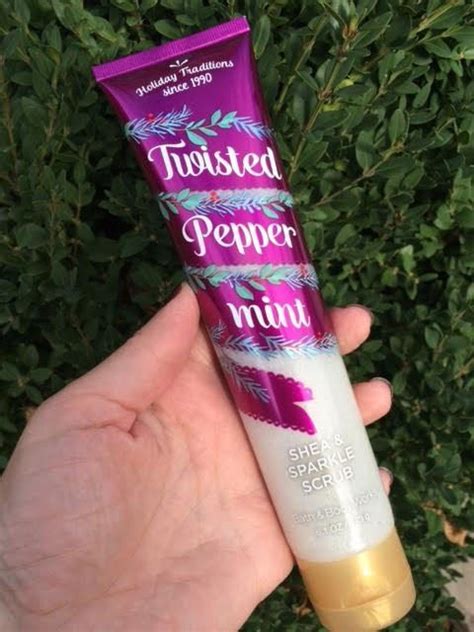 Holiday Traditions
since 1990
Twisted
Pepper
mint
SHEA &
SPARKLE
SCRUB
Bath & Body Works